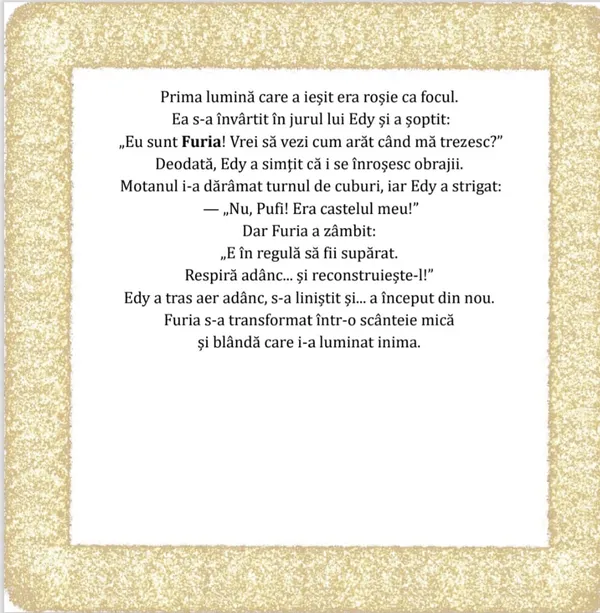 Prima lumină care a ieșit era roșie ca focul.
Ea s-a învârtit în jurul lui Edy și a șoptit:
„Eu sunt Furia! Vrei să vezi cum arăt când mă trezesc?”
Deodată, Edy a simțit că i se înroșesc obrajii.
Motanul i-a dărâmat turnul de cuburi, iar Edy a strigat:
— „Nu, Pufi! Era castelul meu!”
Dar Furia a zâmbit:
„E în regulă să fii supărat.
Respiră adânc... și reconstruiește-l!”
Edy a tras aer adânc, s-a liniștit și... a început din nou.
Furia s-a transformat într-o scânteie mică
și blândă care i-a luminat inima.